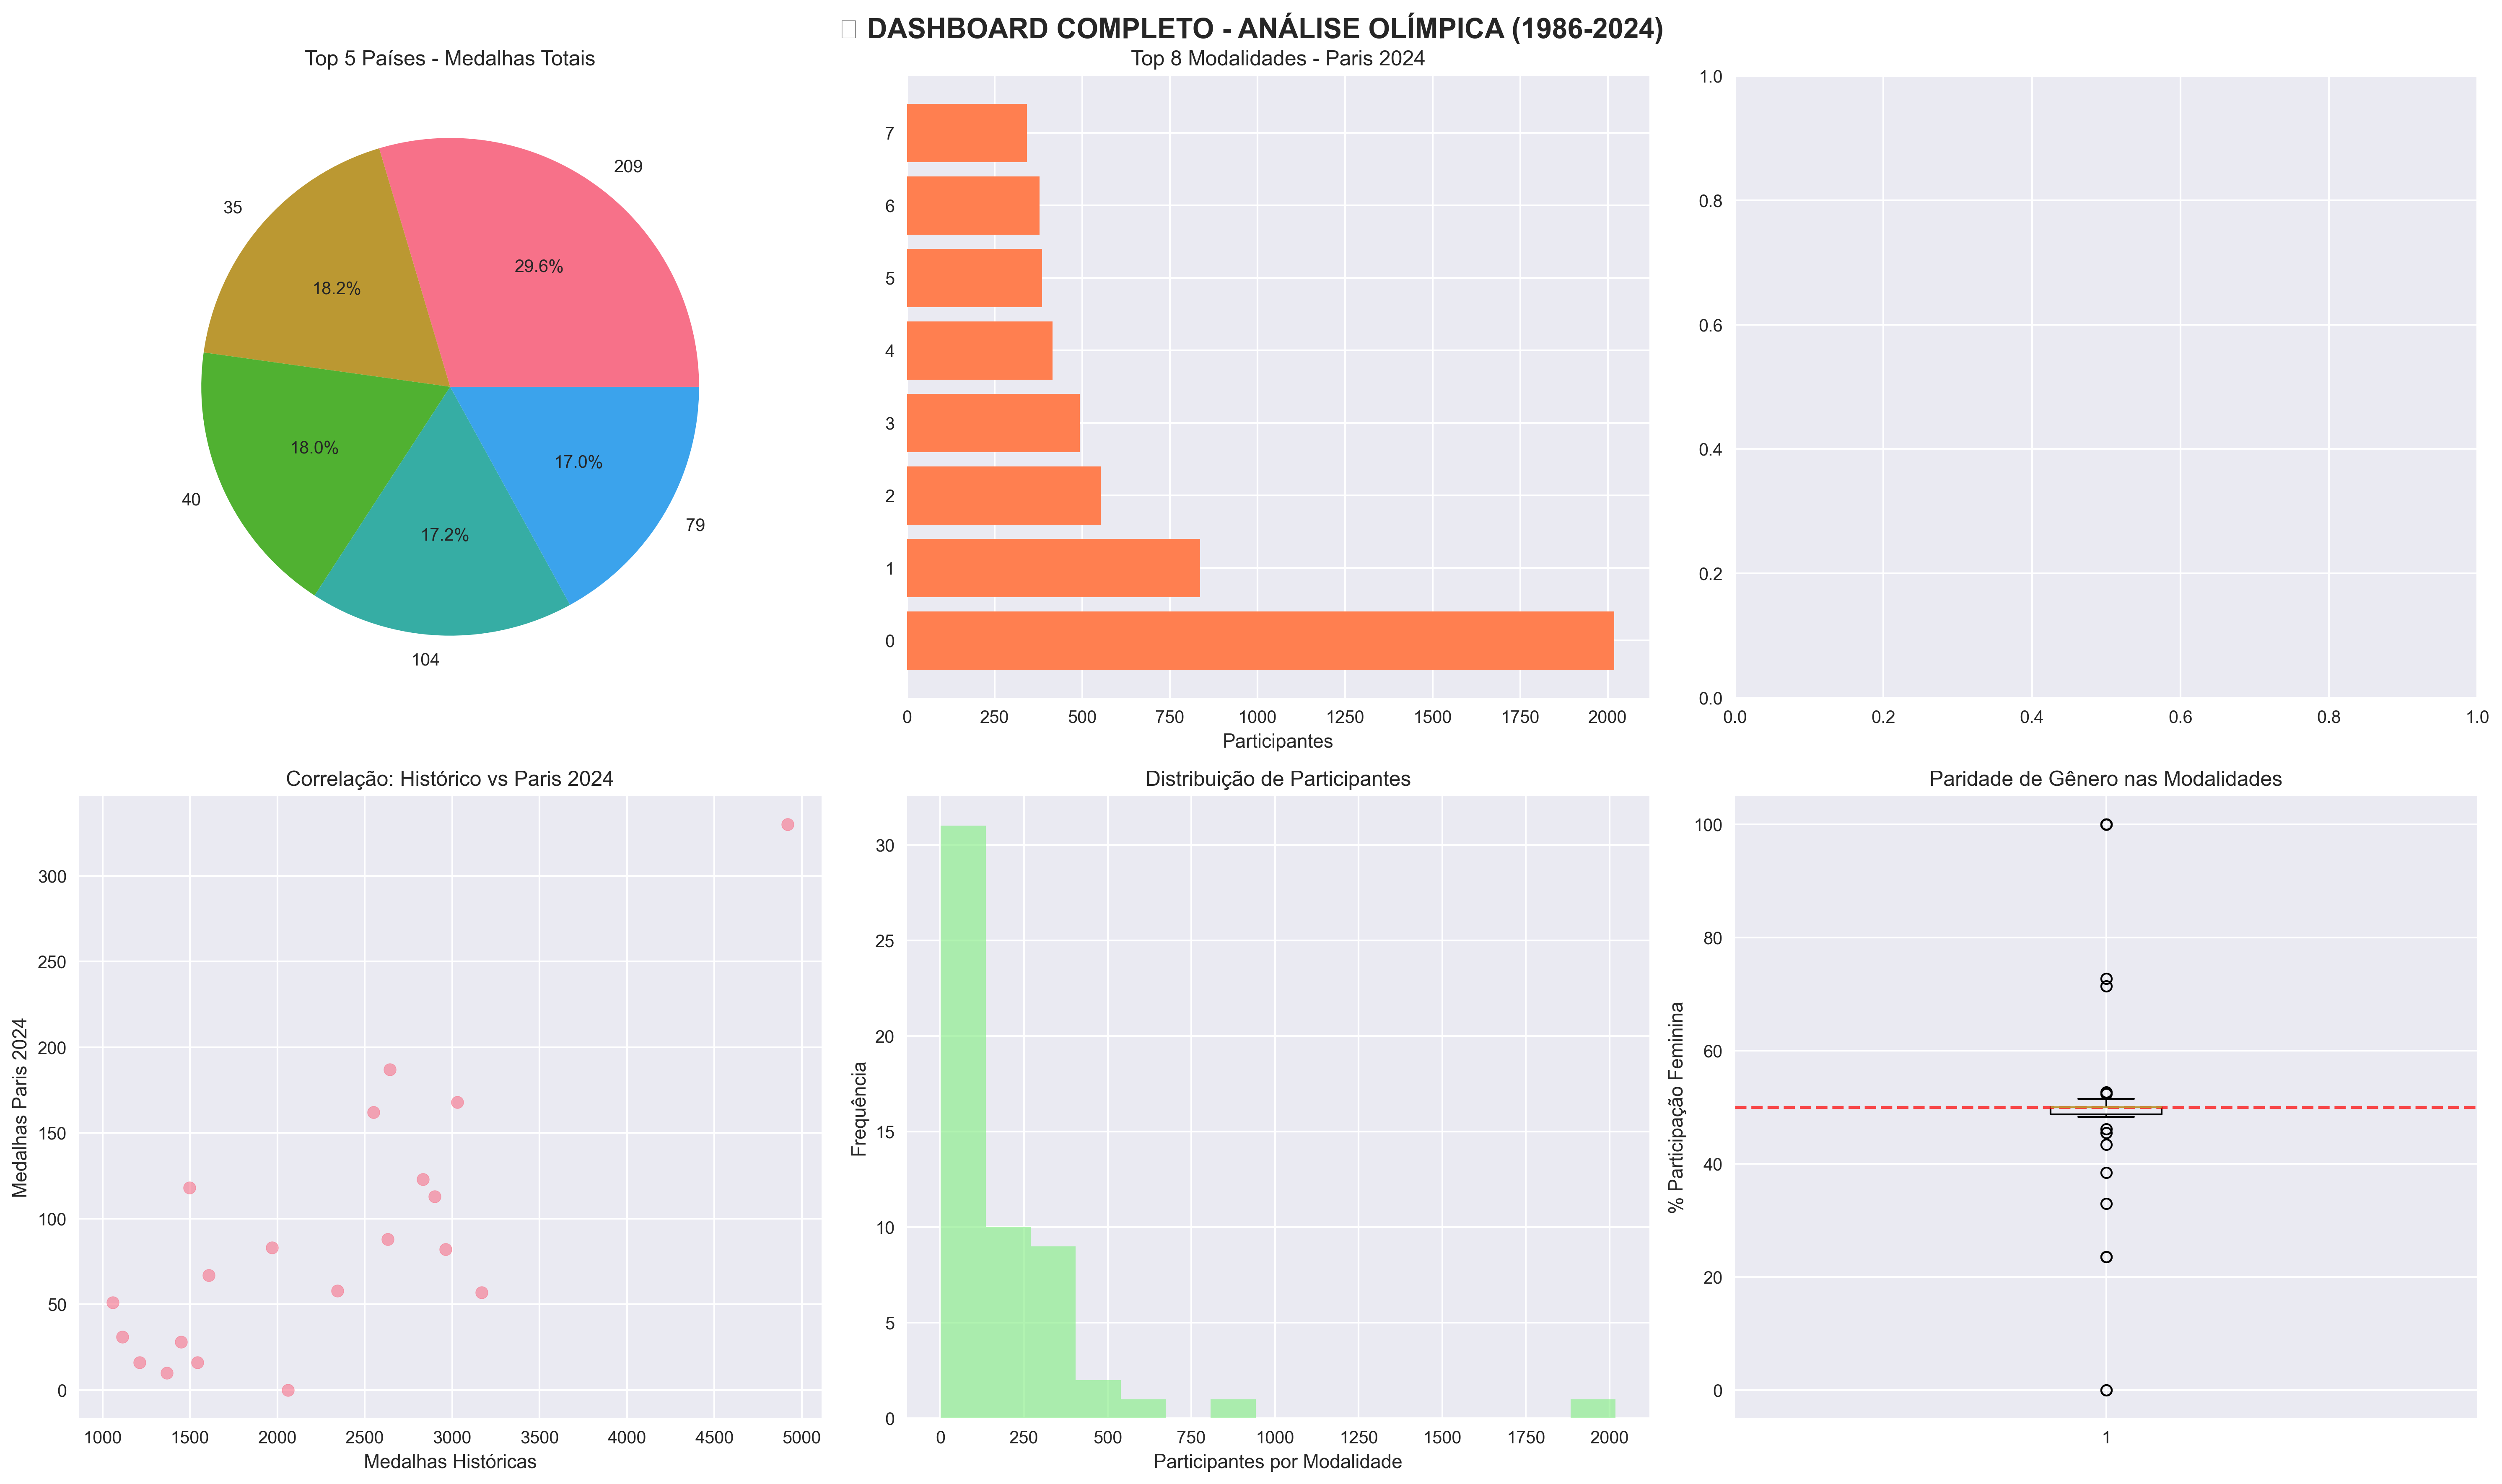 DASHBOARD COMPLETO - ANÁLISE OLÍMPICA (1986-2024)
Top 5 Países - Medalhas Totais
209
35
40
104
79
29.6%
18.2%
18.0%
17.2%
17.0%
Top 8 Modalidades - Paris 2024
7
6
5
4
3
2
1
0
0 250 500 750 1000 1250 1500 1750 2000
Participantes
1.0
0.8
0.6
0.4
0.2
0.0
0.0 0.2 0.4 0.6 0.8 1.0
Correlação: Histórico vs Paris 2024
Medalhas Paris 2024
300
250
200
150
100
50
0
1000 1500 2000 2500 3000 3500 4000 4500 5000
Medalhas Históricas
Distribuição de Participantes
Frequência
30
25
20
15
10
5
0
0 250 500 750 1000 1250 1500 1750 2000
Participantes por Modalidade
Paridade de Gênero nas Modalidades
% Participação Feminina
100
80
60
40
20
0
1